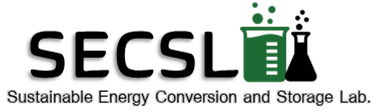 SECSL
Sustainable Energy Conversion and Storage Lab.